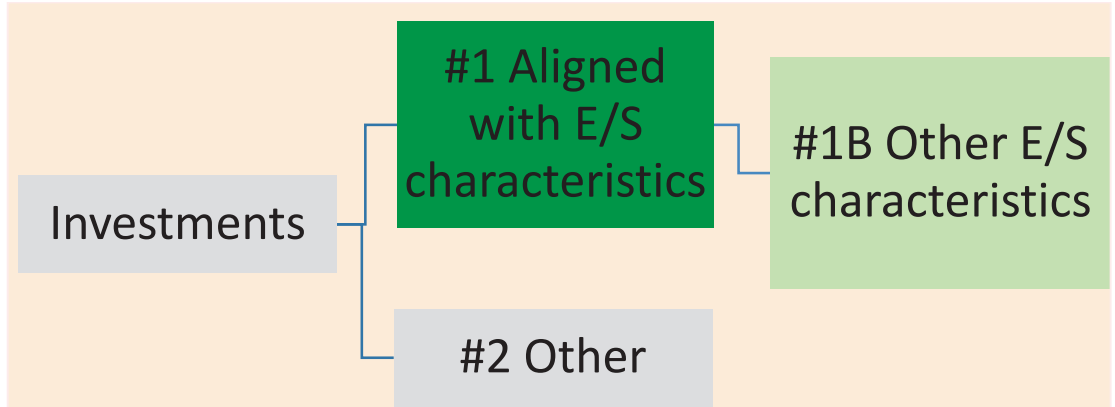 #1 Aligned
with E/S
characteristics
#1B Other E/S
characteristics
Investments
#2 Other